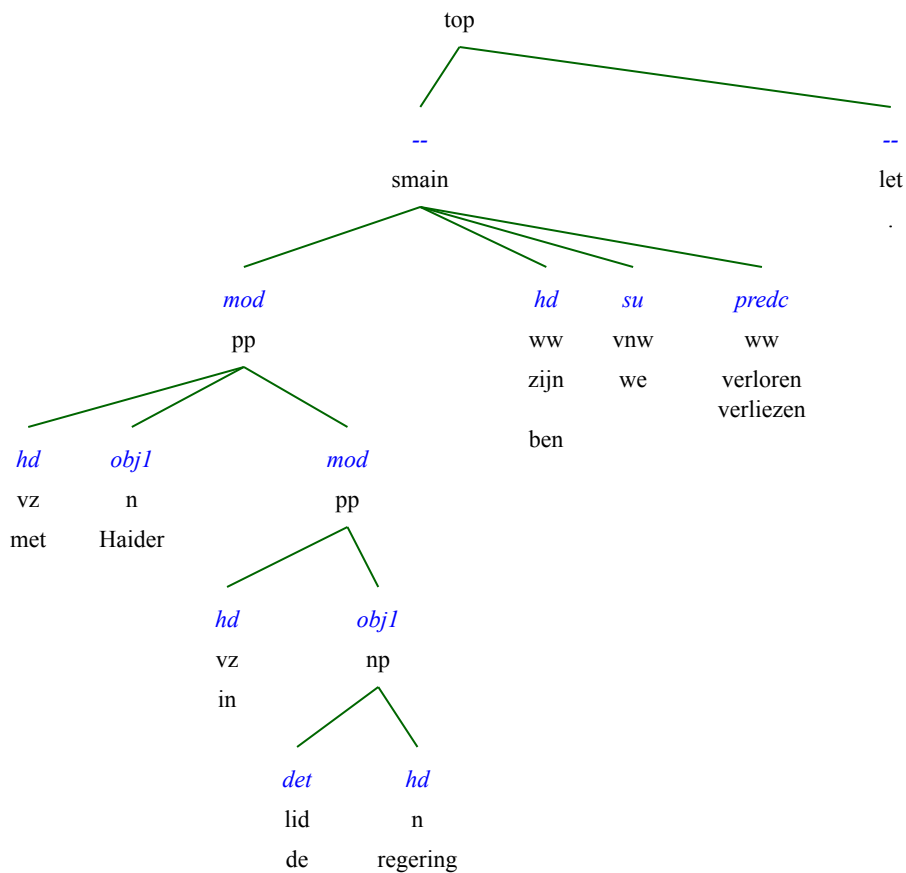 top
-- --
smain let
.
mod hd su predc
pp ww vnw ww
zijn we verloren
verliezen
ben
hd obj1 mod
vz n pp
met Haider
hd obj1
vz np
in
det hd
lid n
de regering